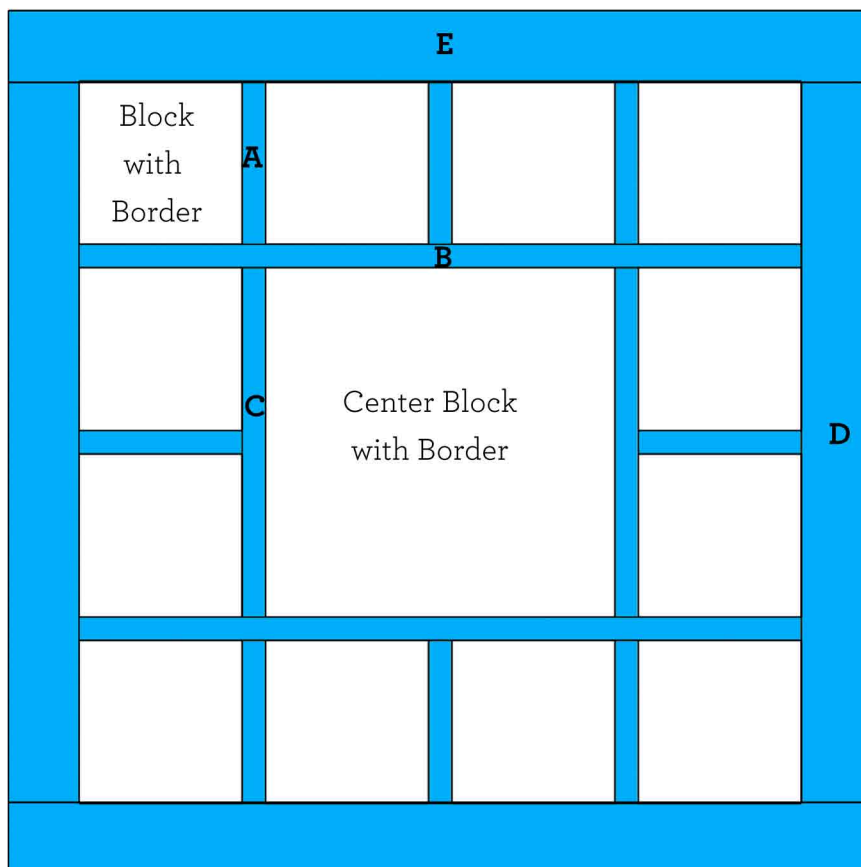 E
Block
with
Border
A
B
C
Center Block
with Border
D